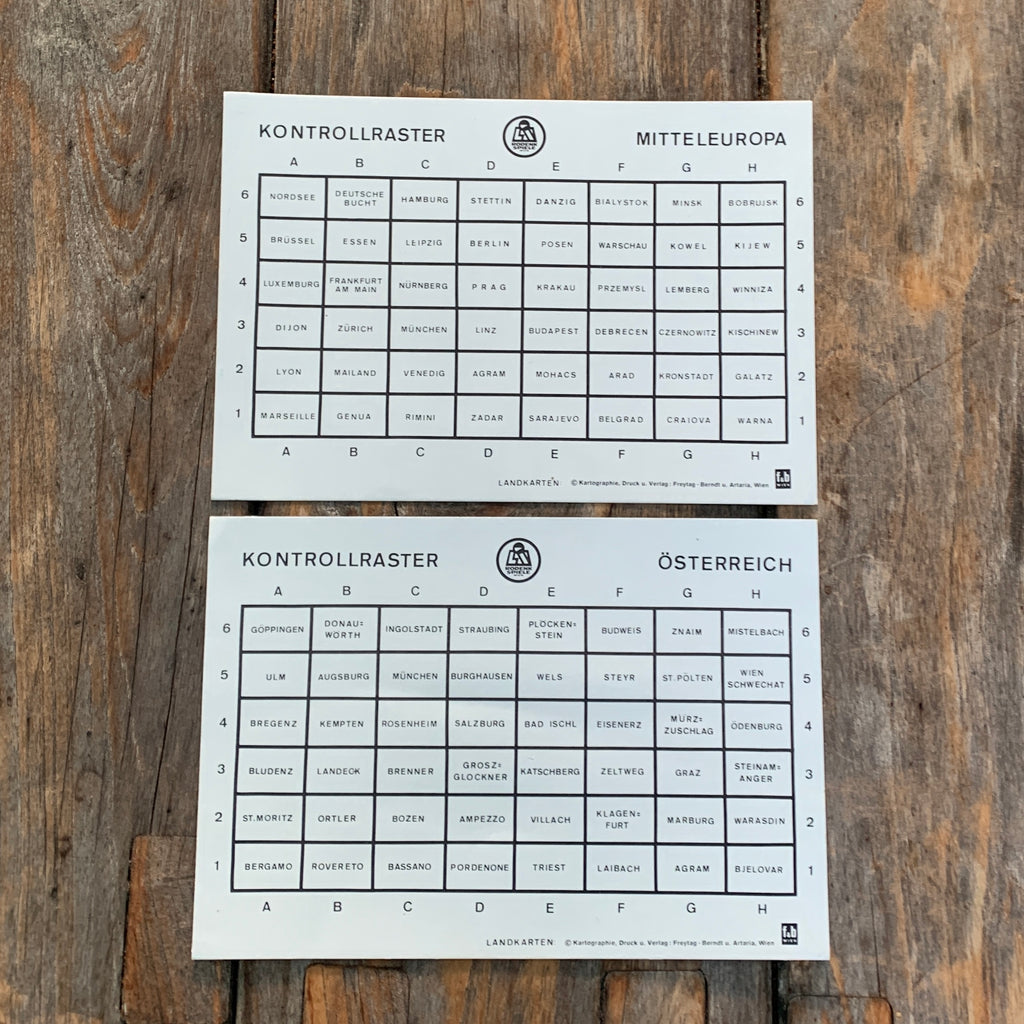 KONTROLLRASTER RODENK SPIELE MITTELEUROPA
A B C D E F G H
6 NORDSEE DEUTSCHE BUCHT HAMBURG STETTIN DANZIG BIALYSTOK MINSK BOBRUJSK 6
5 BRÜSSEL ESSEN LEIPZIG BERLIN POSEN WARSCHAU KOWEL KIJEW 5
4 LUXEMBURG FRANKFURT AM MAIN NÜRNBERG PRAG KRAKAU PRZEMYSL LEMBERG WINNIZA 4
3 DIJON ZÜRICH MÜNCHEN LINZ BUDAPEST DEBRECEN CZERNOWITZ KISCHINEW 3
2 LYON MAILAND VENEDIG AGRAM MOHACS ARAD KRONSTADT GALATZ 2
1 MARSEILLE GENUA RIMINI ZADAR SARAJEVO BELGRAD CRAIOVA WARNA 1
A B C D E F G H
LANDKARTEN: © Kartographie, Druck u. Verlag: Freytag-Berndt u. Artaria, Wien f&b WIEN
KONTROLLRASTER RODENK SPIELE ÖSTERREICH
A B C D E F G H
6 GÖPPINGEN DONAU= WÖRTH INGOLSTADT STRAUBING PLÖCKEN= STEIN BUDWEIS ZNAIM MISTELBACH 6
5 ULM AUGSBURG MÜNCHEN BURGHAUSEN WELS STEYR ST.PÖLTEN WIEN SCHWECHAT 5
4 BREGENZ KEMPTEN ROSENHEIM SALZBURG BAD ISCHL EISENERZ MÜRZ= ZUSCHLAG ÖDENBURG 4
3 BLUDENZ LANDECK BRENNER GROSZ= GLOCKNER KATSCHBERG ZELTWEG GRAZ STEINAM= ANGER 3
2 ST.MORITZ ORTLER BOZEN AMPEZZO VILLACH KLAGEN= FURT MARBURG WARASDIN 2
1 BERGAMO ROVERETO BASSANO PORDENONE TRIEST LAIBACH AGRAM BJELOVAR 1
A B C D E F G H
LANDKARTEN: © Kartographie, Druck u. Verlag: Freytag-Berndt u. Artaria, Wien f&b WIEN